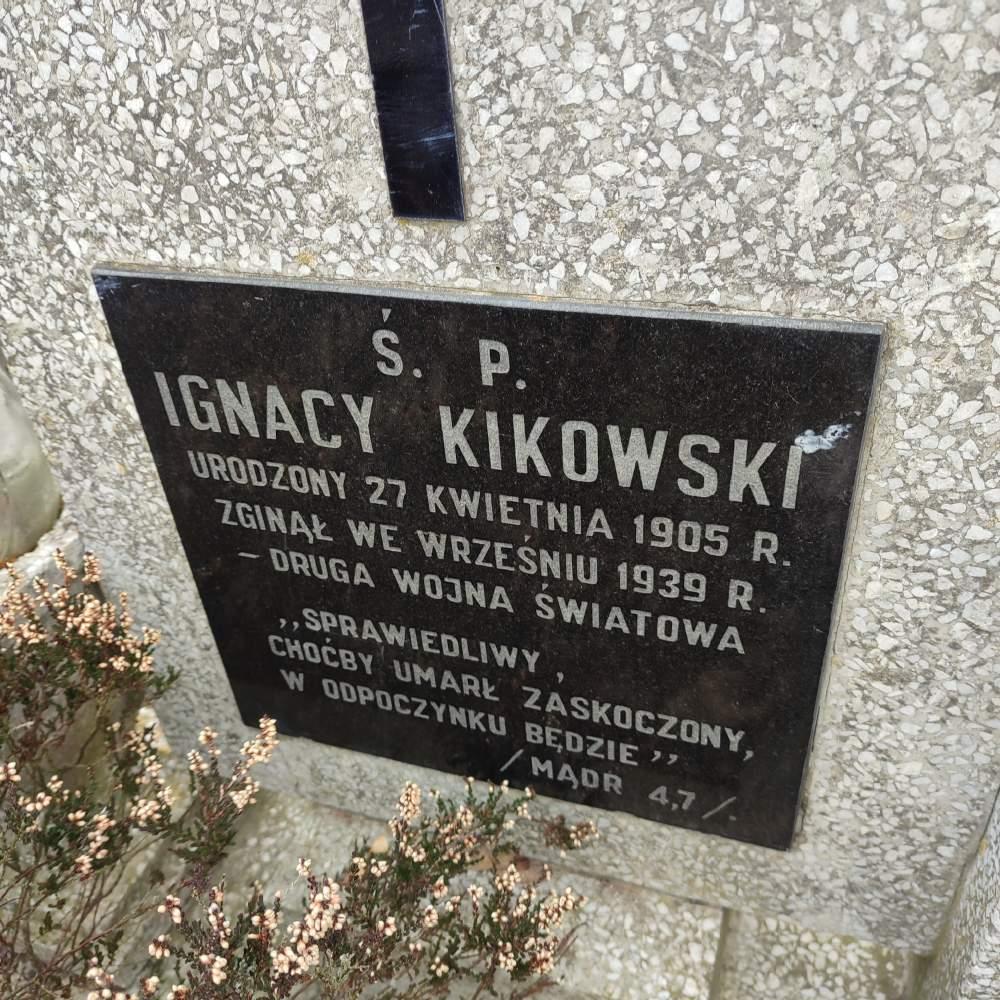 Ś. P.
IGNACY KIKOWSKI
URODZONY 27 KWIETNIA 1905 R.
ZGINĄŁ WE WRZEŚNIU 1939 R.
– DRUGA WOJNA ŚWIATOWA
,,SPRAWIEDLIWY,
CHOĆBY UMARŁ ZASKOCZONY,
W ODPOCZYNKU BĘDZIE,,
/MĄDR 4,7/.